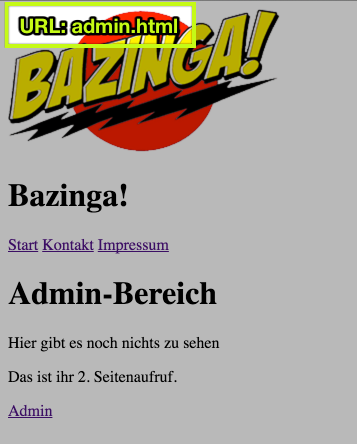 URL: admin.html
BAZINGA!
Bazinga!
Start Kontakt Impressum
Admin-Bereich
Hier gibt es noch nichts zu sehen
Das ist ihr 2. Seitenaufruf.
Admin